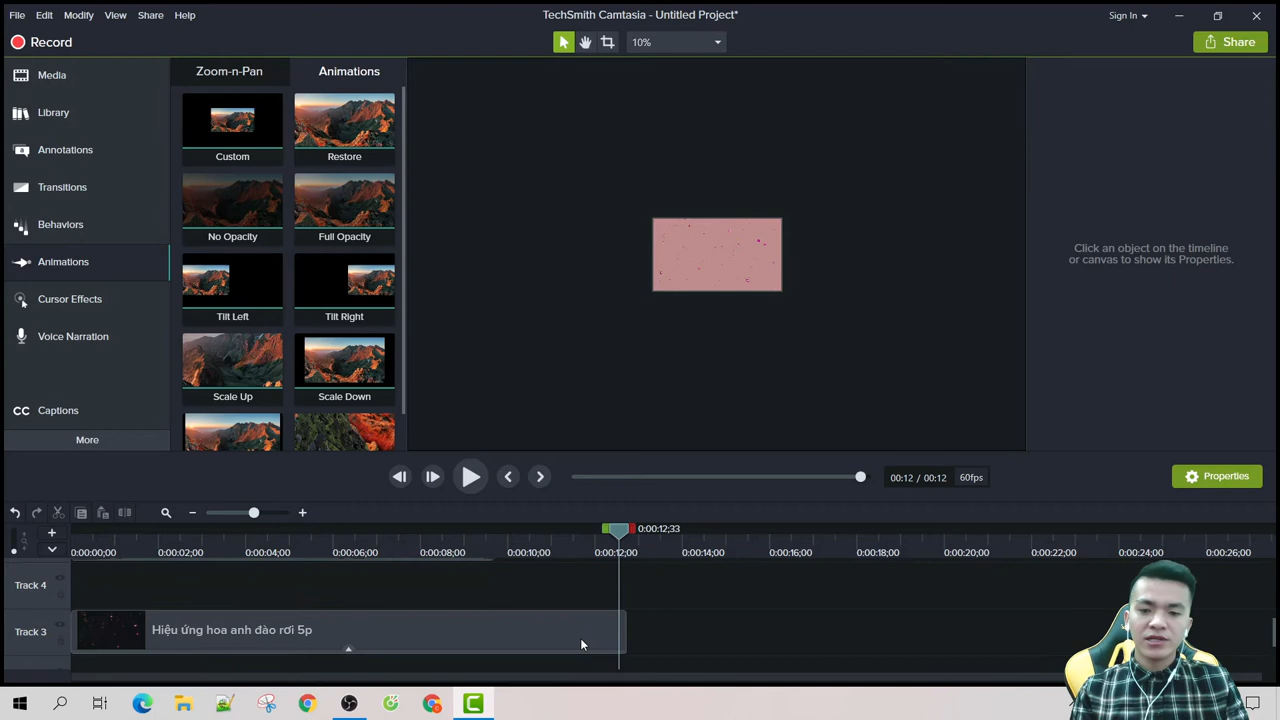 File Edit Modify View Share Help
TechSmith Camtasia - Untitled Project*
Sign In
Record
10%
Share
Media
Library
Annotations
Transitions
Behaviors
Animations
Cursor Effects
Voice Narration
CC Captions
More
Zoom-n-Pan Animations
Custom Restore
No Opacity Full Opacity
Tilt Left Tilt Right
Scale Up Scale Down
Click an object on the timeline
or canvas to show its Properties.
00:12 / 00:12 60fps
Properties
0:00:12;33
0:00:00;00 0:00:02;00 0:00:04;00 0:00:06;00 0:00:08;00 0:00:10;00 0:00:12;00 0:00:14;00 0:00:16;00 0:00:18;00 0:00:20;00 0:00:22;00 0:00:24;00 0:00:26;00
Track 4
Track 3
Hiệu ứng hoa anh đào rơi 5p